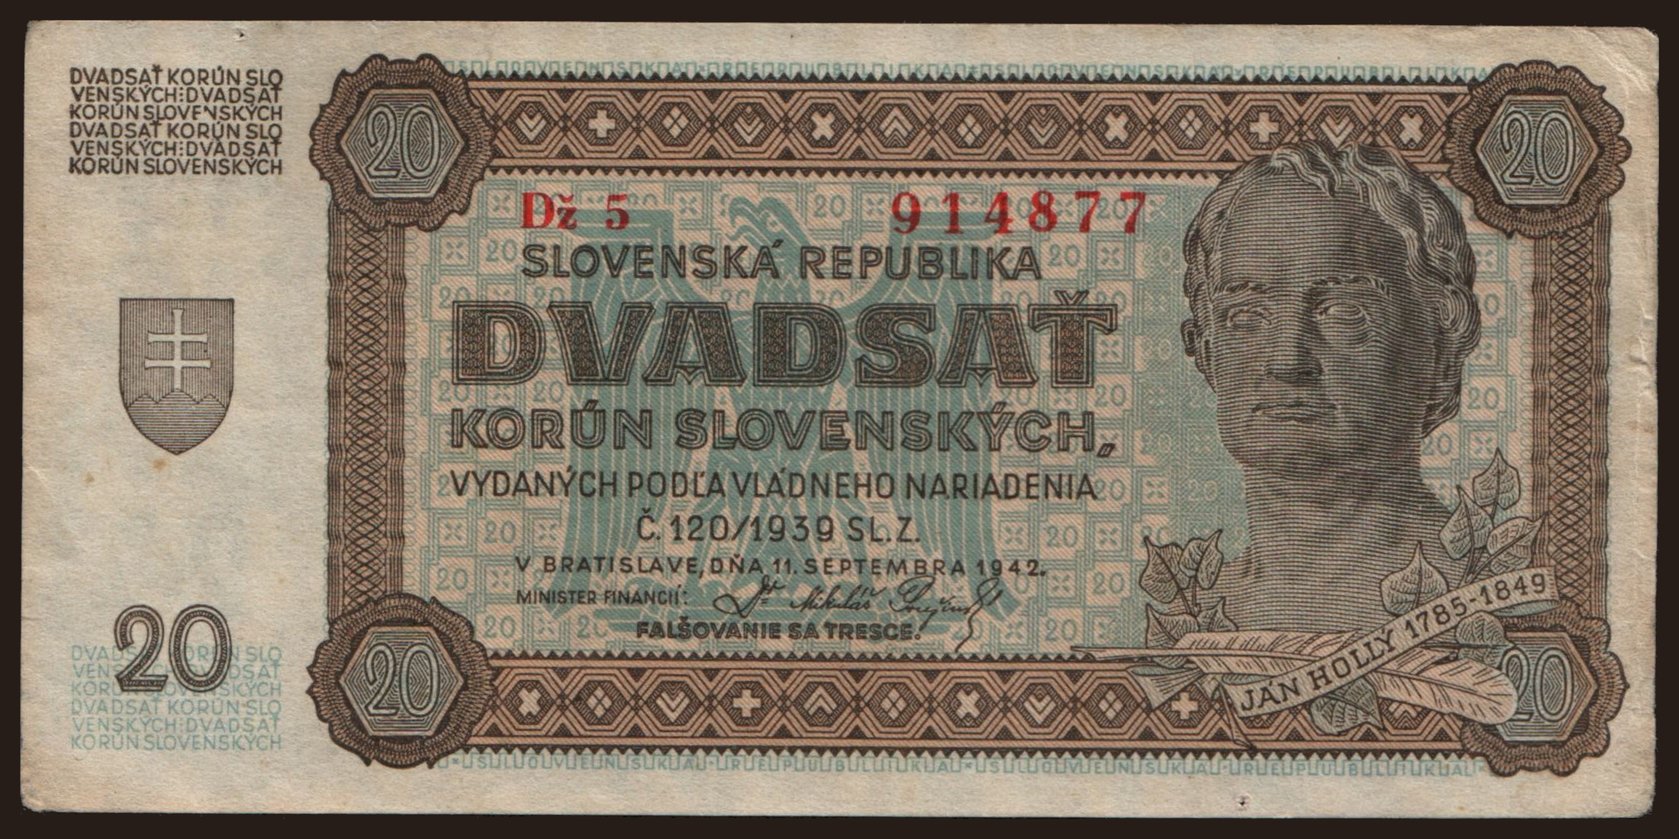 DVADSAŤ KORÚN SLO
VENSKÝCH:DVADSAŤ
KORÚN SLOVENSKÝCH
DVADSAŤ KORÚN SLO
VENSKÝCH:DVADSAŤ
KORÚN SLOVENSKÝCH
20
20
Dž 5 914877
SLOVENSKÁ REPUBLIKA
DVADSAŤ
KORÚN SLOVENSKÝCH,
VYDANÝCH PODĽA VLÁDNEHO NARIADENIA
Č. 120/1939 SL. Z.
V BRATISLAVE, DŇA 11. SEPTEMBRA 1942.
MINISTER FINANCIÍ: Dr. Mikuláš Pružinský
FALŠOVANIE SA TRESCE.
JÁN HOLLÝ 1785-1849
20
DVADSAŤ KORÚN SLO
VENSKÝCH:DVADSAŤ
KORÚN SLOVENSKÝCH
DVADSAŤ KORÚN SLO
VENSKÝCH:DVADSAŤ
KORÚN SLOVENSKÝCH
20
20